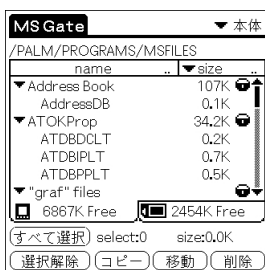 MS Gate ▼ 本体
/PALM/PROGRAMS/MSFILES
name .. ▼size ..
▼Address Book 107K
AddressDB 0.1K
▼ATOKProp 34.2K
ATDBDCLT 0.2K
ATDBIPLT 0.7K
ATDBPPLT 0.5K
▼"graf" files
6867K Free 2454K Free
すべて選択 select:0 size:0.0K
選択解除 コピー 移動 削除